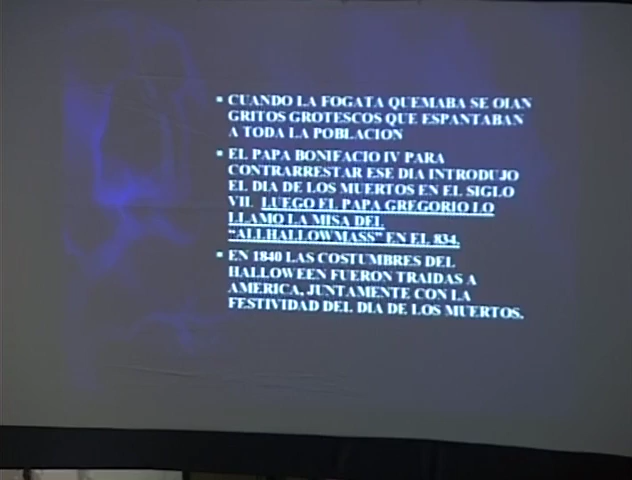 ▪ CUANDO LA FOGATA QUEMABA SE OIAN
GRITOS GROTESCOS QUE ESPANTABAN
A TODA LA POBLACION
▪ EL PAPA BONIFACIO IV PARA
CONTRARRESTAR ESE DIA INTRODUJO
EL DIA DE LOS MUERTOS EN EL SIGLO
VII. LUEGO EL PAPA GREGORIO LO
LLAMO LA MISA DEL
"ALLHALLOWMASS" EN EL 834.
▪ EN 1840 LAS COSTUMBRES DEL
HALLOWEEN FUERON TRAIDAS A
AMERICA, JUNTAMENTE CON LA
FESTIVIDAD DEL DIA DE LOS MUERTOS.